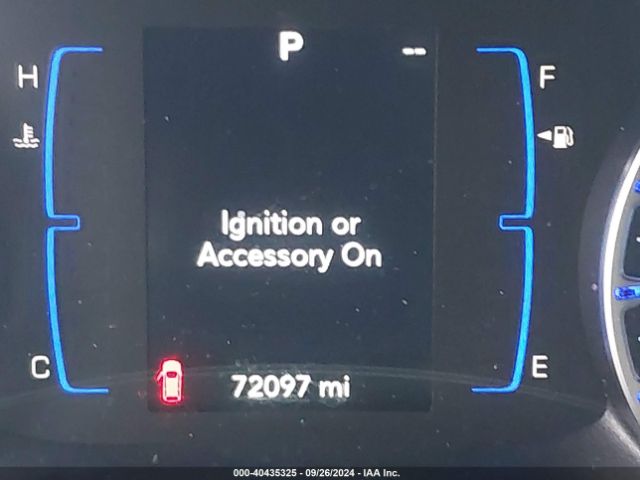 P --
H
F
Ignition or
Accessory On
C
E
72097 mi
000-40435325 - 09/26/2024 - IAA Inc.